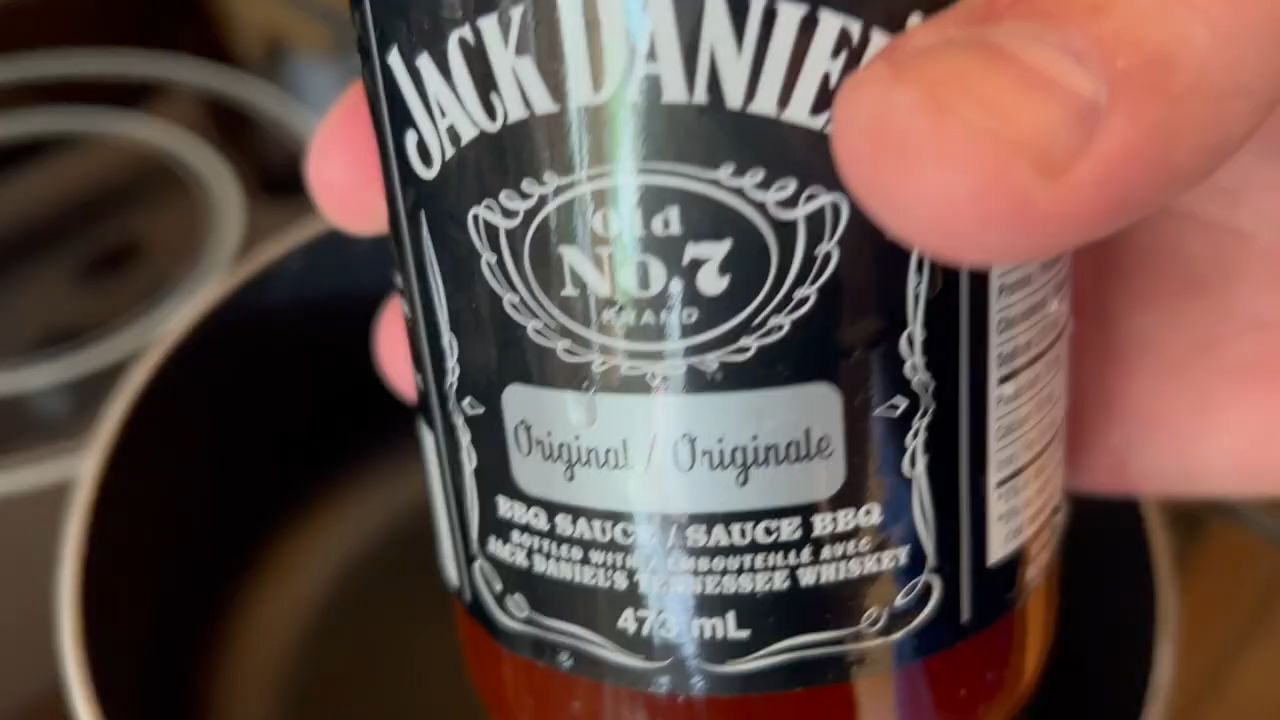 JACK DANIE
Old
No.7
BRAND
Original / Originale
BBQ SAUCE / SAUCE BBQ
BOTTLED WITH / EMBOUTEILLÉ AVEC
JACK DANIEL'S TENNESSEE WHISKEY
473 mL